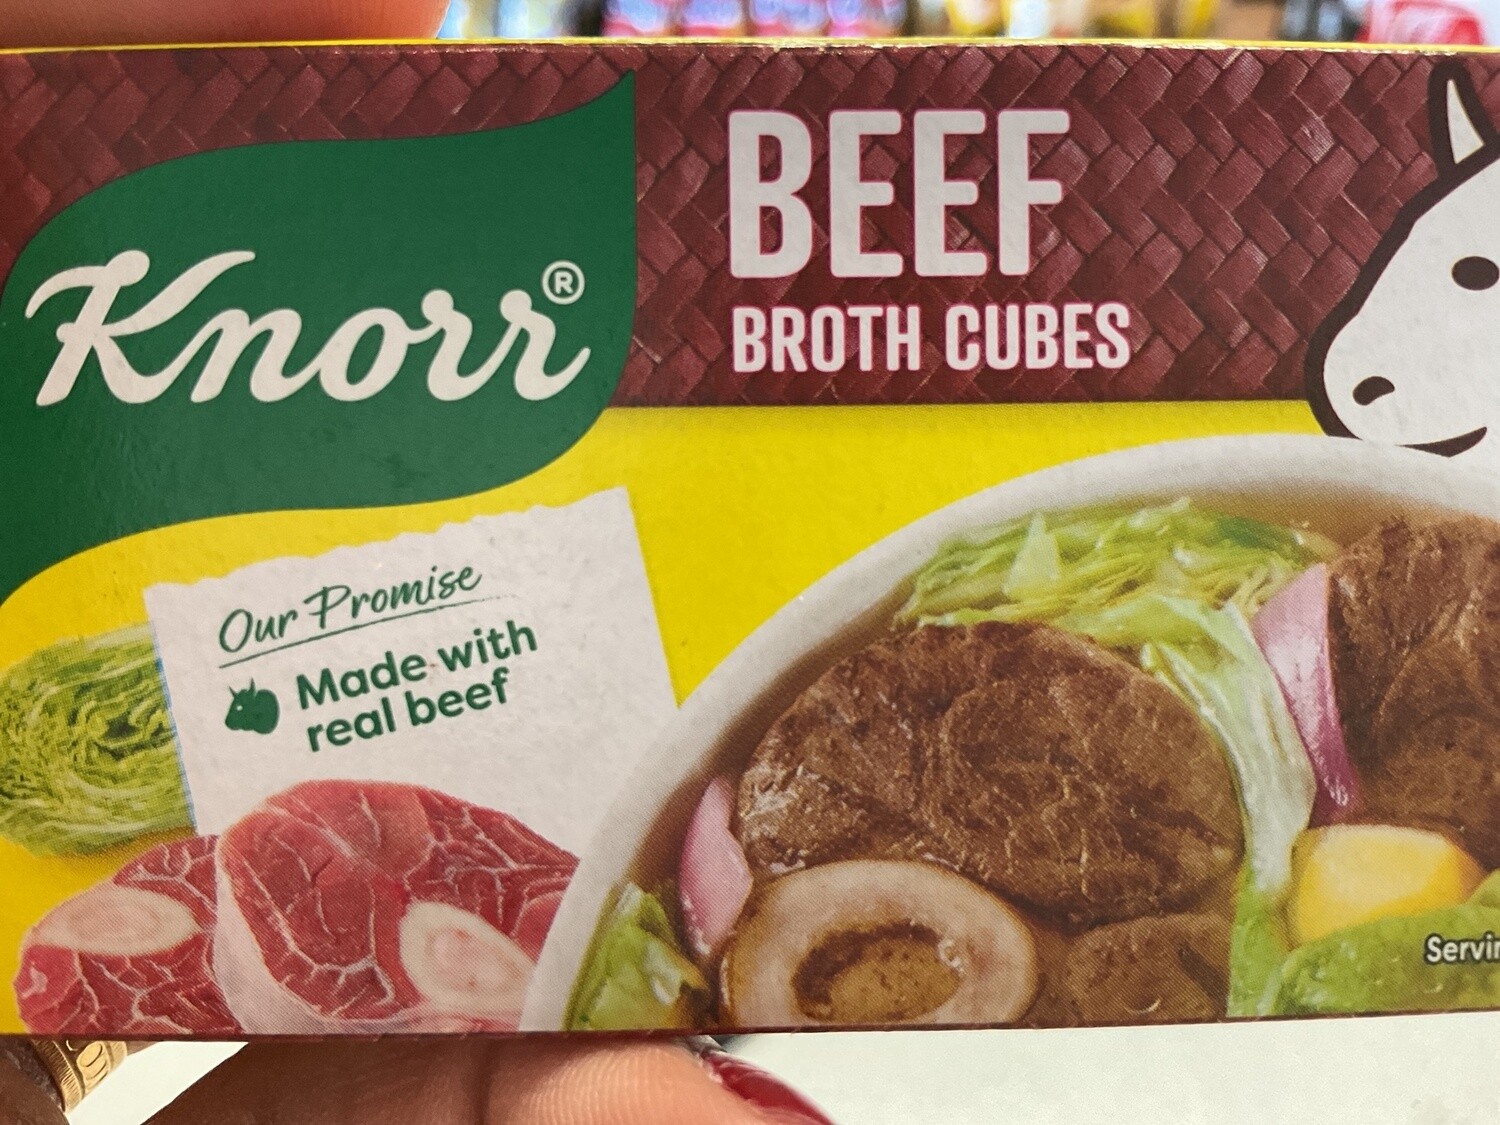 Knorr®
BEEF
BROTH CUBES
Our Promise
Made with
real beef